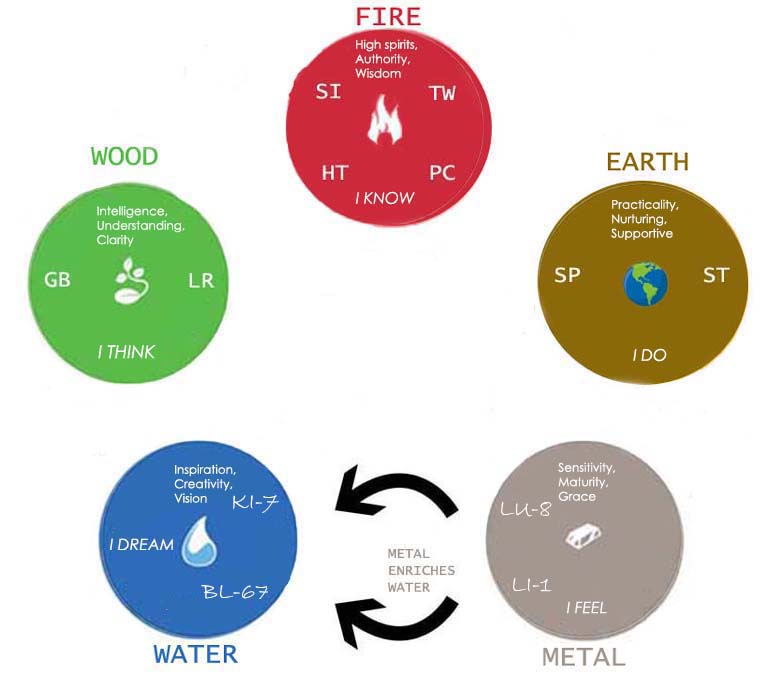 FIRE
High spirits,
Authority,
Wisdom
SI
TW
HT
PC
I KNOW
WOOD
Intelligence,
Understanding,
Clarity
GB
LR
I THINK
EARTH
Practicality,
Nurturing,
Supportive
SP
ST
I DO
Inspiration,
Creativity,
Vision
KI-7
I DREAM
BL-67
WATER
METAL
ENRICHES
WATER
Sensitivity,
Maturity,
Grace
LU-8
LI-1
I FEEL
METAL